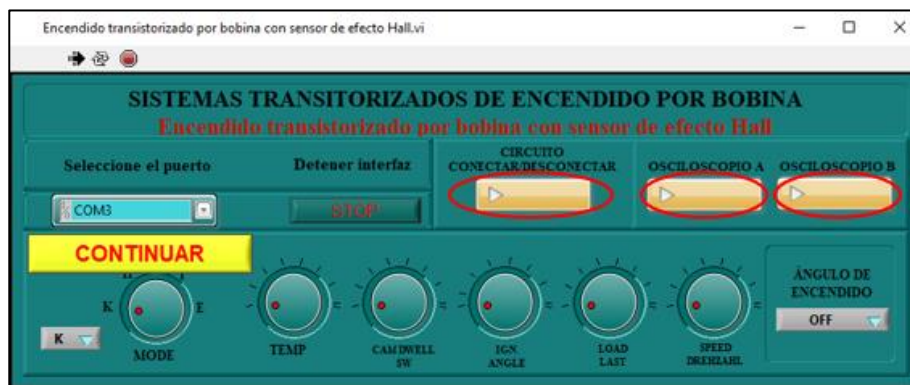 Encendido transistorizado por bobina con sensor de efecto Hall.vi
SISTEMAS TRANSITORIZADOS DE ENCENDIDO POR BOBINA
Encendido transistorizado por bobina con sensor de efecto Hall
Seleccione el puerto
Detener interfaz
CIRCUITO
CONECTAR/DESCONECTAR
OSCILOSCOPIO A
OSCILOSCOPIO B
COM3
STOP
CONTINUAR
K
E
K
MODE
TEMP
CAM DWELL
SW
IGN.
ANGLE
LOAD
LAST
SPEED
DREHZAHL
ÁNGULO DE
ENCENDIDO
OFF